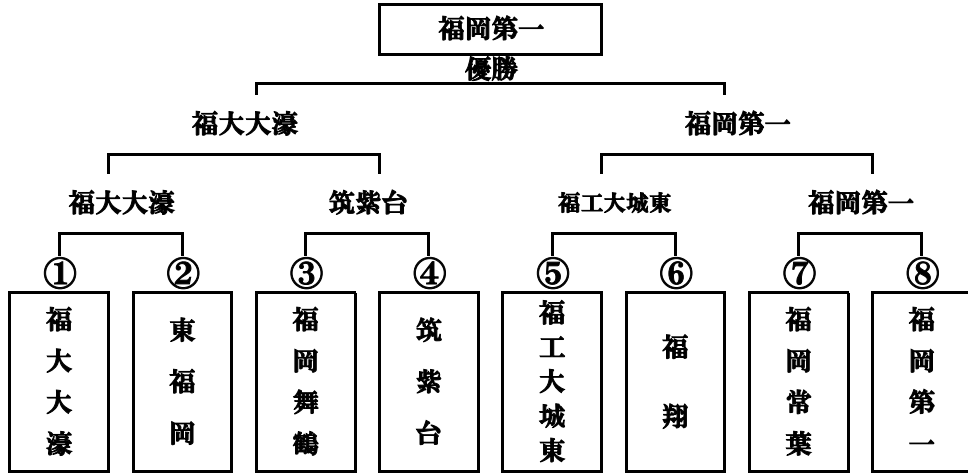 福岡第一
優勝
福大大濠
福岡第一
福大大濠
筑紫台
福工大城東
福岡第一
①
②
③
④
⑤
⑥
⑦
⑧
福大大濠
東福岡
福岡舞鶴
筑紫台
福工大城東
福翔
福岡常葉
福岡第一